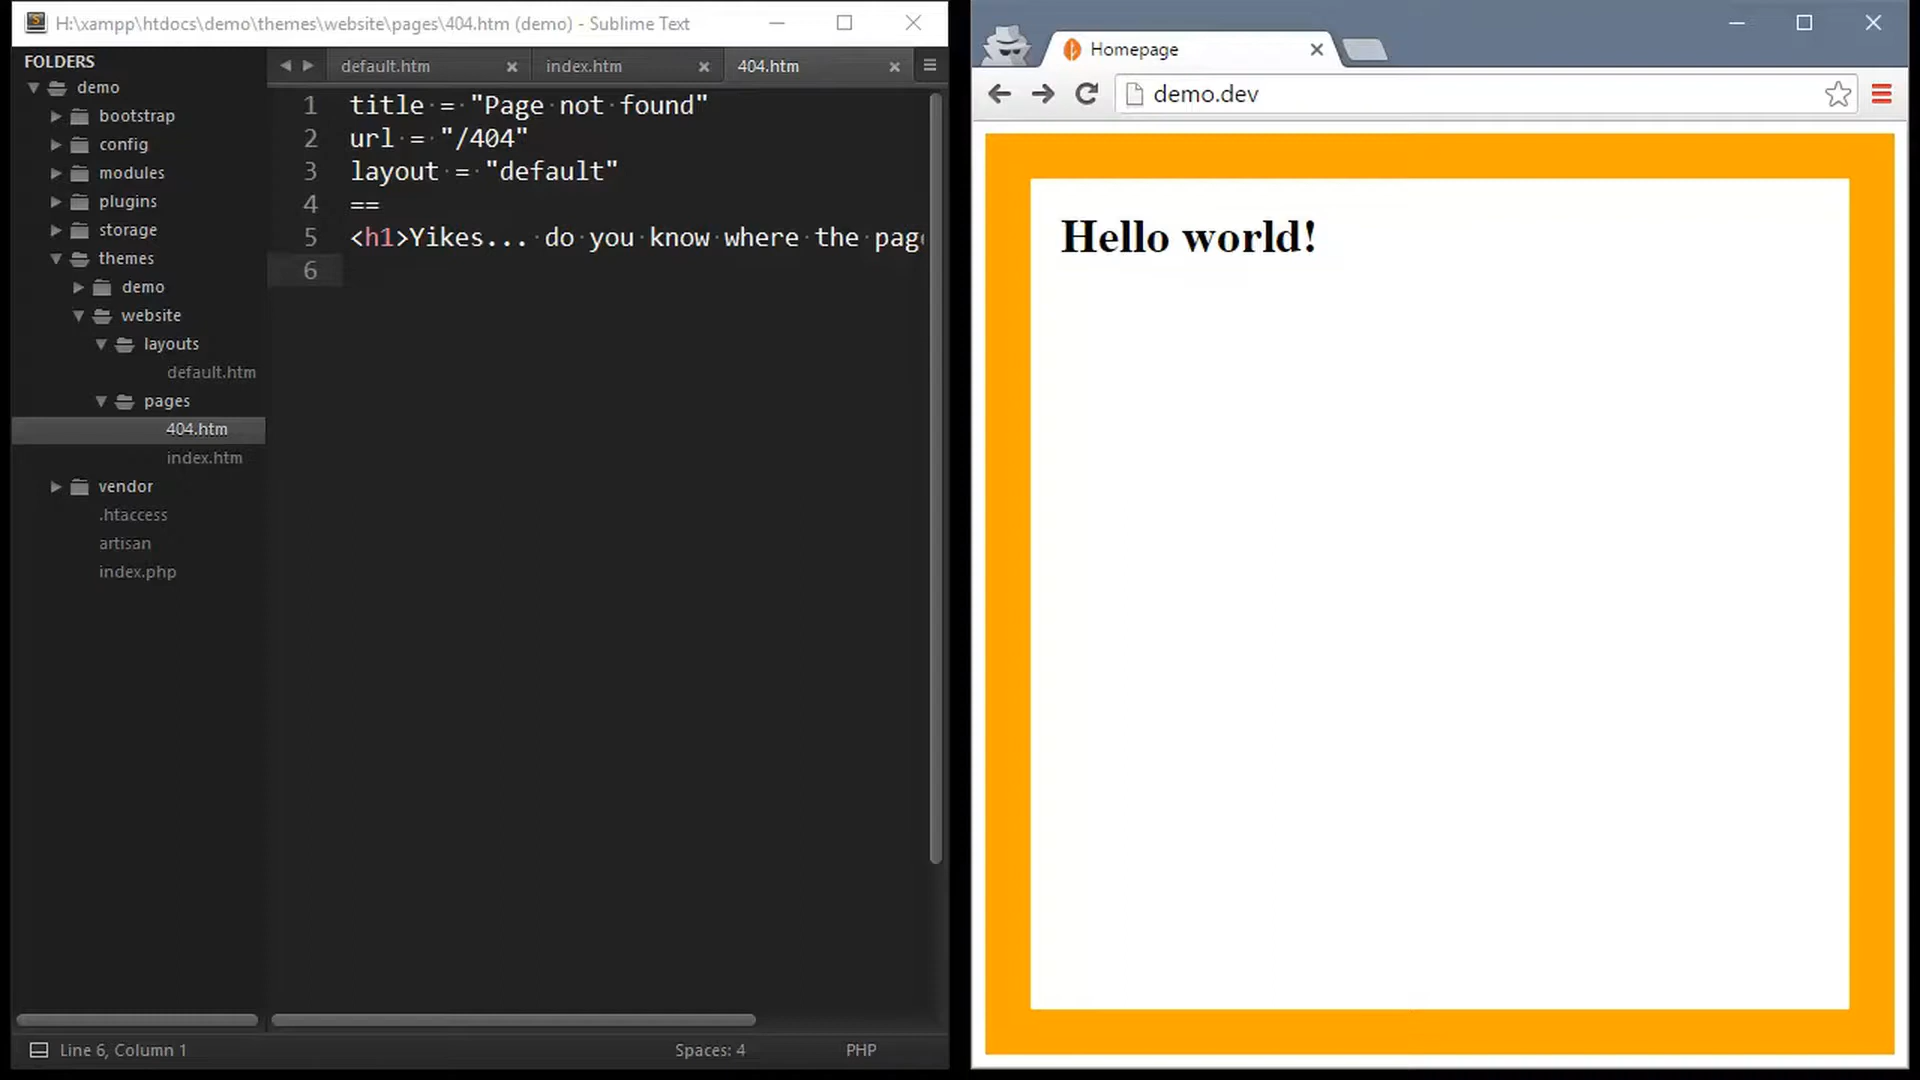 H:\xampp\htdocs\demo\themes\website\pages\404.htm (demo) - Sublime Text
FOLDERS
demo
bootstrap
config
modules
plugins
storage
themes
demo
website
layouts
default.htm
pages
404.htm
index.htm
vendor
.htaccess
artisan
index.php
default.htm
index.htm
404.htm
1 title = "Page not found"
2 url = "/404"
3 layout = "default"
4 ==
5 <h1>Yikes... do you know where the
6
Line 6, Column 1
Spaces: 4
PHP
Homepage
demo.dev
Hello world!